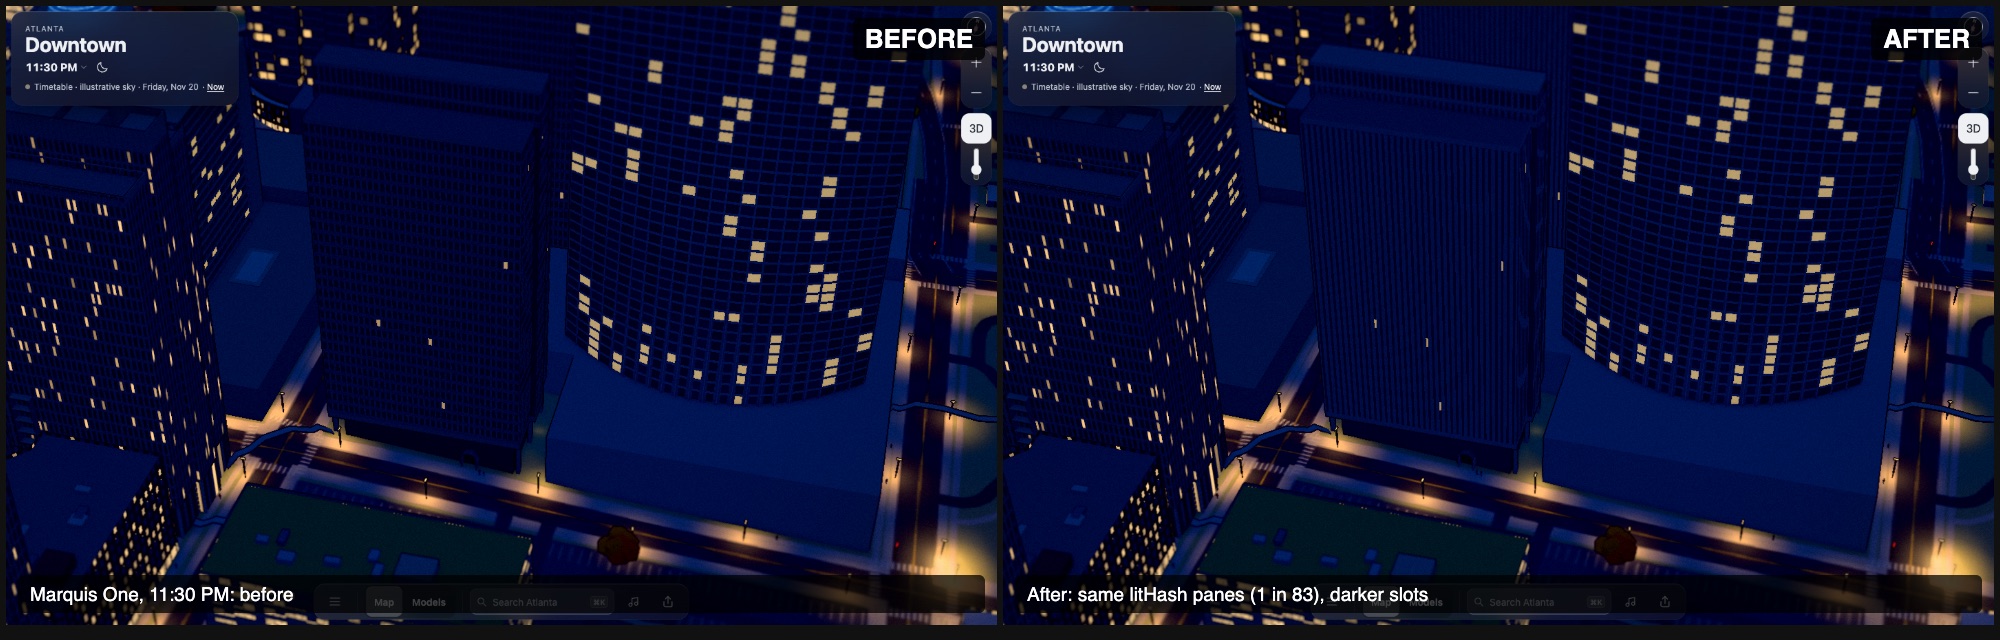 ATLANTA
Downtown
11:30 PM
Timetable · illustrative sky · Friday, Nov 20 · Now
BEFORE
3D
Marquis One, 11:30 PM: before
Map Models Search Atlanta ⌘K
ATLANTA
Downtown
11:30 PM
Timetable · illustrative sky · Friday, Nov 20 · Now
AFTER
3D
After: same litHash panes (1 in 83), darker slots
Map Models Search Atlanta ⌘K